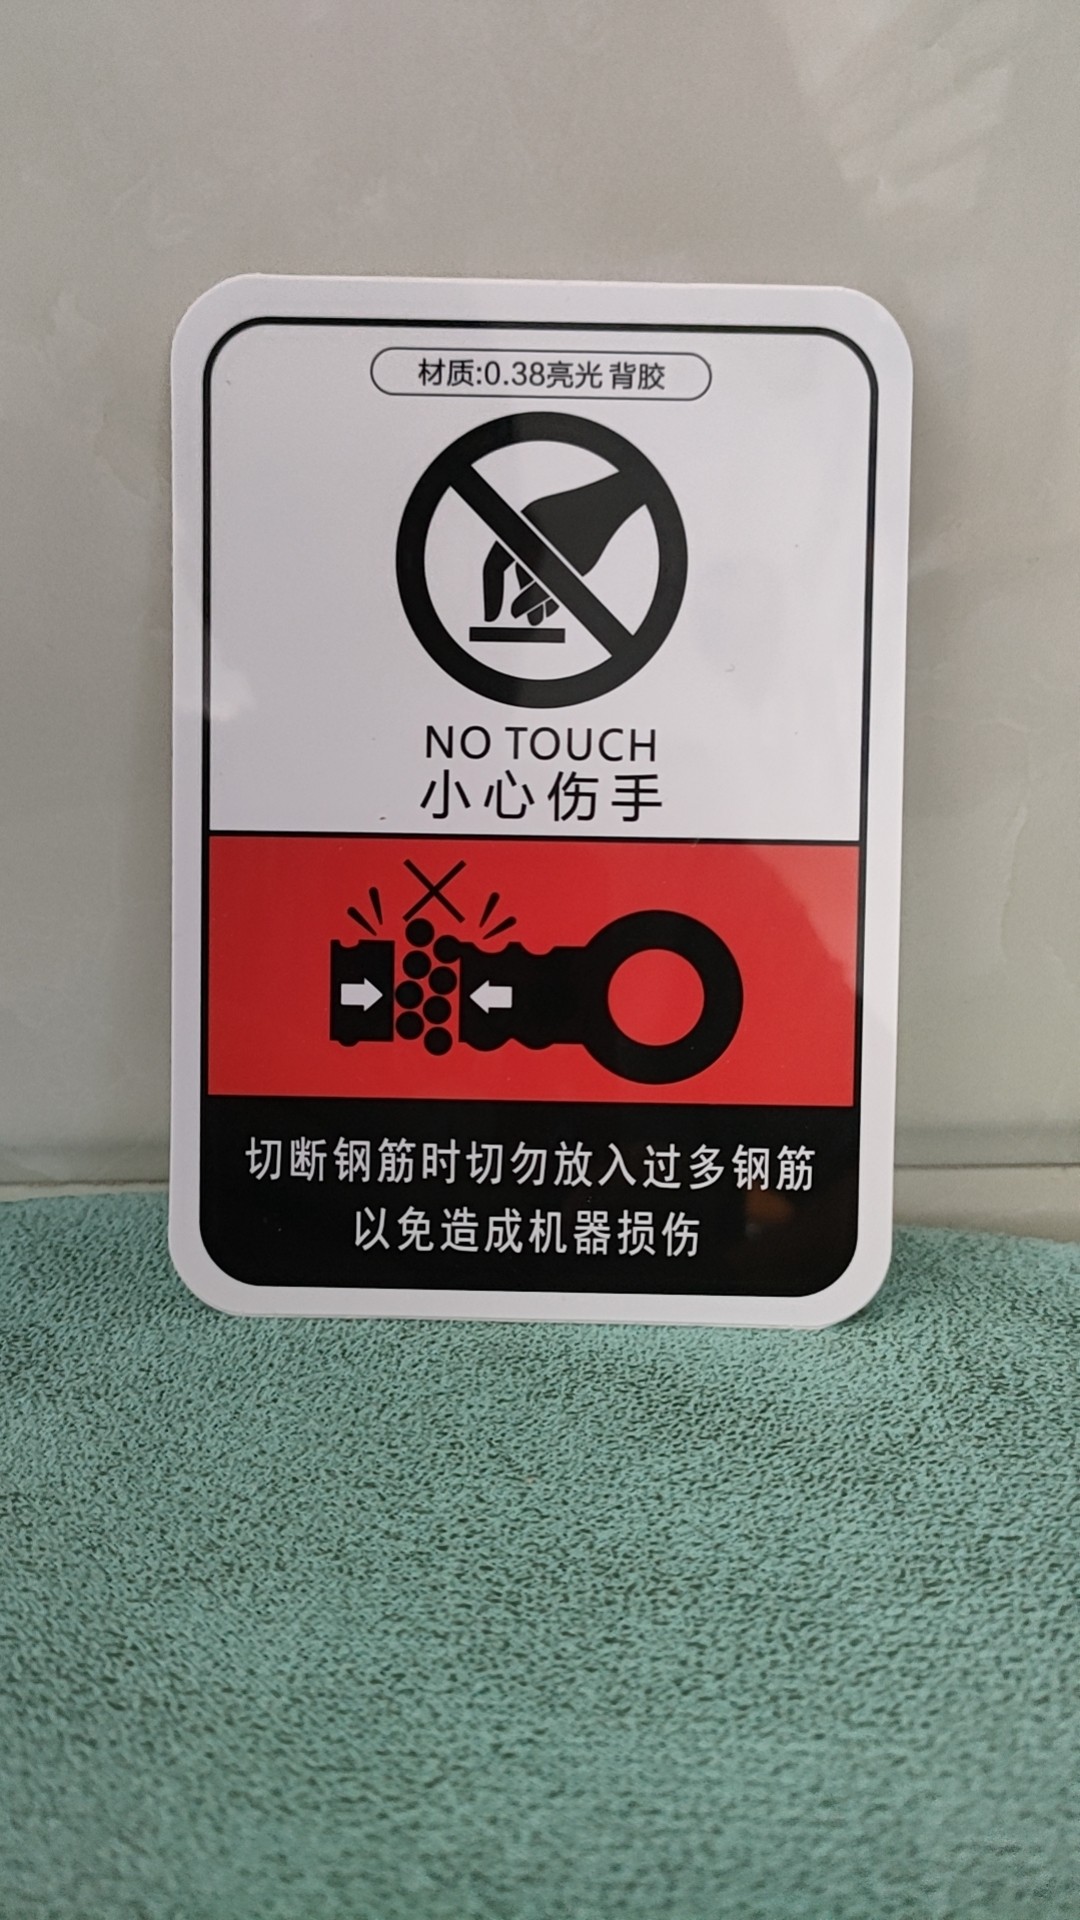 材质:0.38亮光 背胶
NO TOUCH
小心伤手
切断钢筋时切勿放入过多钢筋
以免造成机器损伤